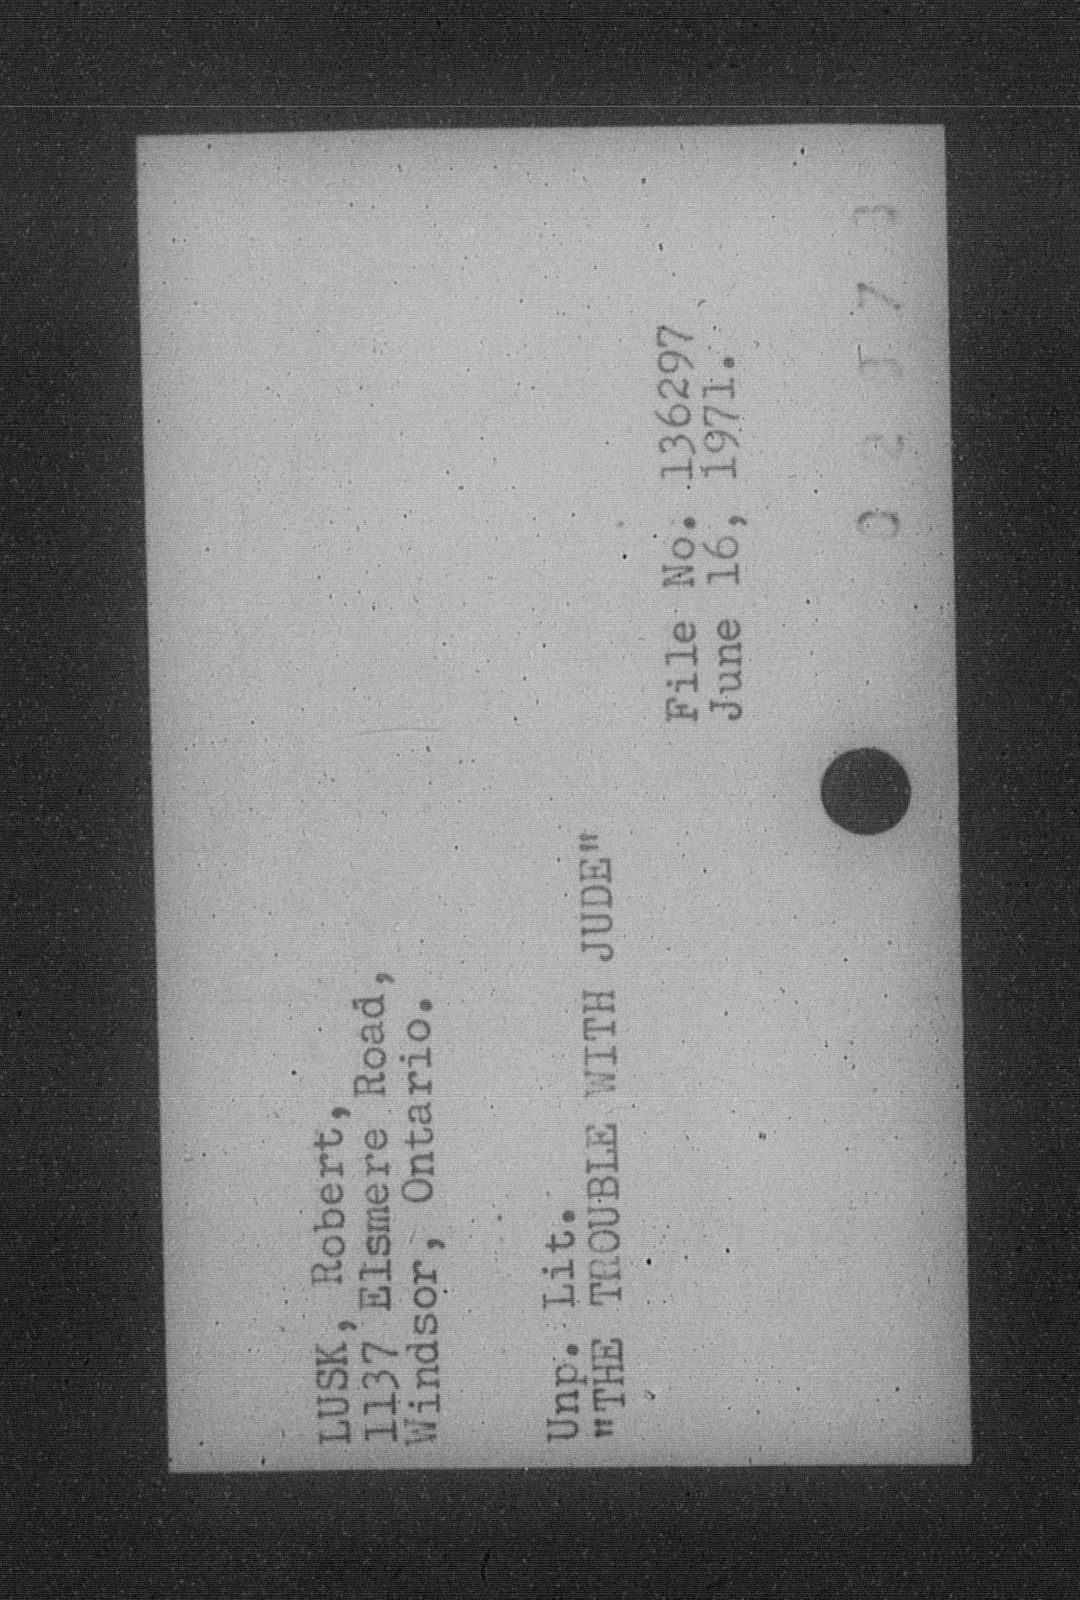 LUSK, Robert,
1137 Elsmere Road,
Windsor, Ontario.
Unp. Lit.
"THE TROUBLE WITH JUDE"
File No. 136297
June 16, 1971.